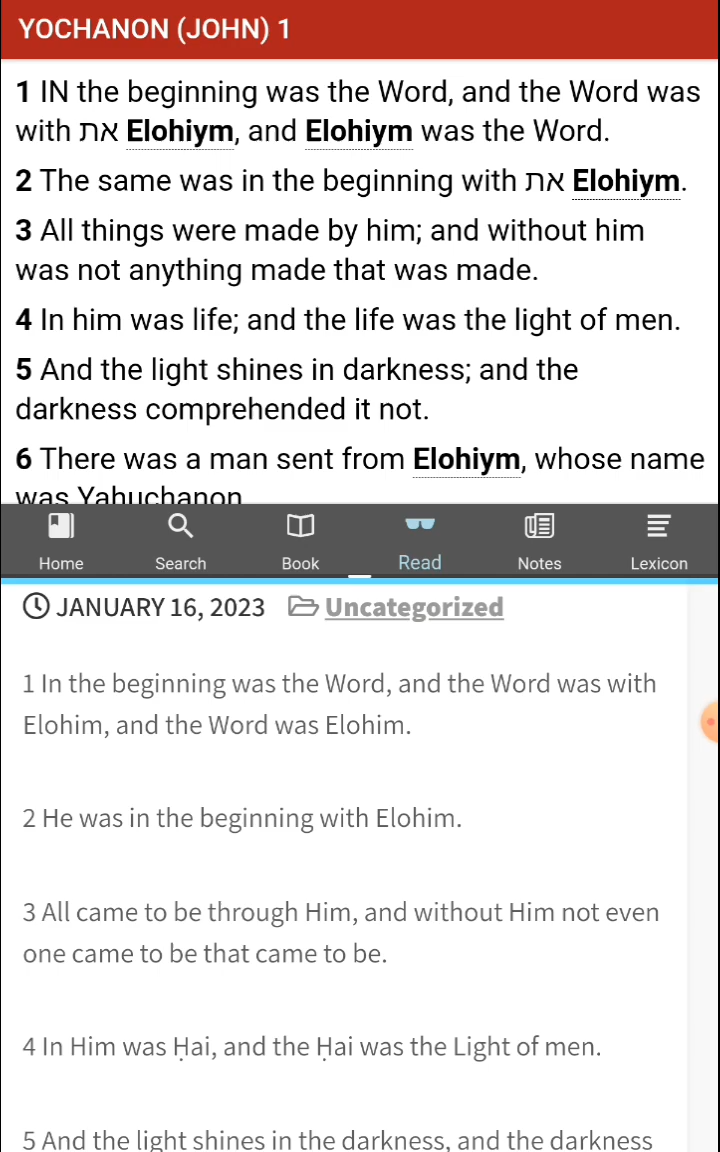 YOCHANON (JOHN) 1
1 IN the beginning was the Word, and the Word was
with את Elohiym, and Elohiym was the Word.
2 The same was in the beginning with את Elohiym.
3 All things were made by him; and without him
was not anything made that was made.
4 In him was life; and the life was the light of men.
5 And the light shines in darkness; and the
darkness comprehended it not.
6 There was a man sent from Elohiym, whose name
was Yahuchanon
Home Search Book Read Notes Lexicon
JANUARY 16, 2023 Uncategorized
1 In the beginning was the Word, and the Word was with
Elohim, and the Word was Elohim.
2 He was in the beginning with Elohim.
3 All came to be through Him, and without Him not even
one came to be that came to be.
4 In Him was Ḥai, and the Ḥai was the Light of men.
5 And the light shines in the darkness, and the darkness